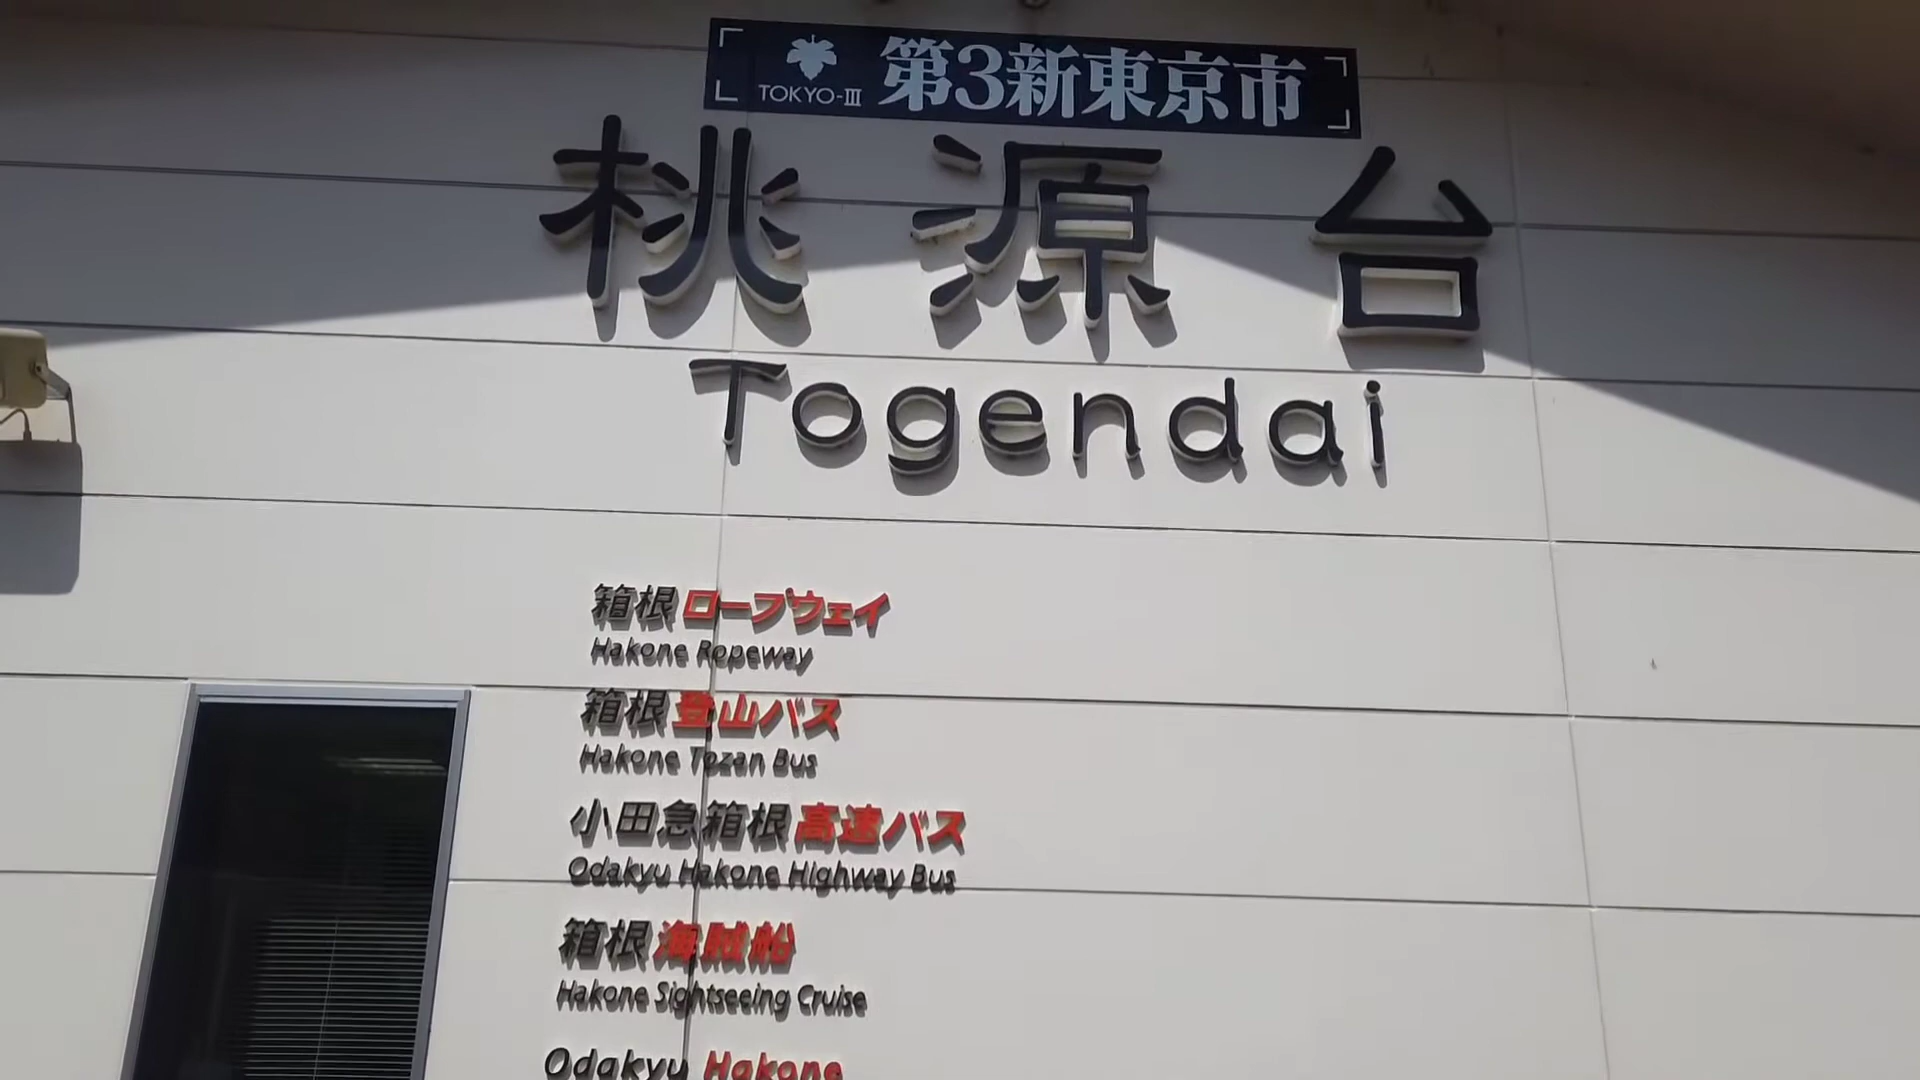 TOKYO-III 第3新東京市
桃源台
Togendai
箱根ロープウェイ
Hakone Ropeway
箱根登山バス
Hakone Tozan Bus
小田急箱根高速バス
Odakyu Hakone Highway Bus
箱根海賊船
Hakone Sightseeing Cruise
Odakyu Hakone